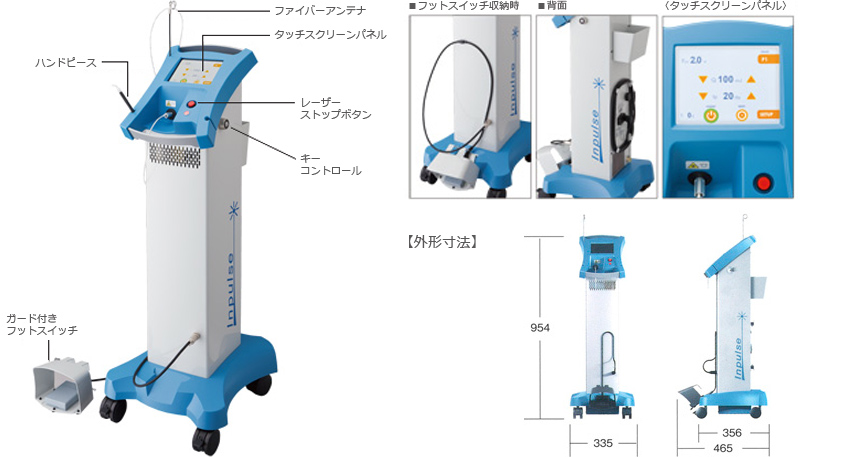 ファイバーアンテナ
タッチスクリーンパネル
ハンドピース
レーザー
ストップボタン
キー
コントロール
Inpulse
ガード付き
フットスイッチ
■フットスイッチ収納時
■背面
〈タッチスクリーンパネル〉
Inpulse
2.0
100
20
SETUP
【外形寸法】
954
335
Inpulse
356
465